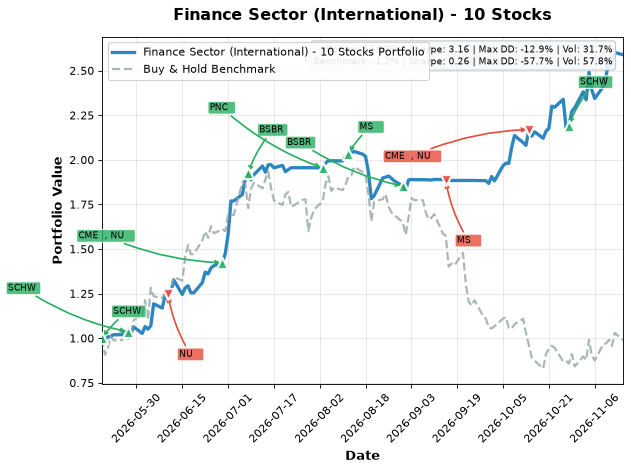 Finance Sector (International) - 10 Stocks
Finance Sector (International) - 10 Stocks Portfolio
Buy & Hold Benchmark
3.16 | Max DD: -12.9% | Vol: 31.7%
0.26 | Max DD: -57.7% | Vol: 57.8%
SCHW
PNC
BSBR
MS
BSBR
CME , NU
CME , NU
MS
SCHW
SCHW
NU
Portfolio Value
2.50
2.25
2.00
1.75
1.50
1.25
1.00
0.75
2026-05-30
2026-06-15
2026-07-01
2026-07-17
2026-08-02
2026-08-18
2026-09-03
2026-09-19
2026-10-05
2026-10-21
2026-11-06
Date